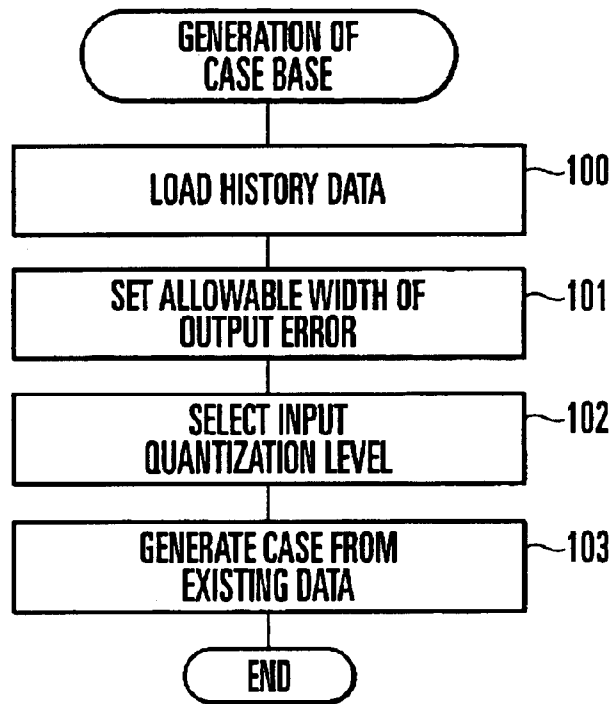 GENERATION OF
CASE BASE
LOAD HISTORY DATA
100
SET ALLOWABLE WIDTH OF
OUTPUT ERROR
101
SELECT INPUT
QUANTIZATION LEVEL
102
GENERATE CASE FROM
EXISTING DATA
103
END